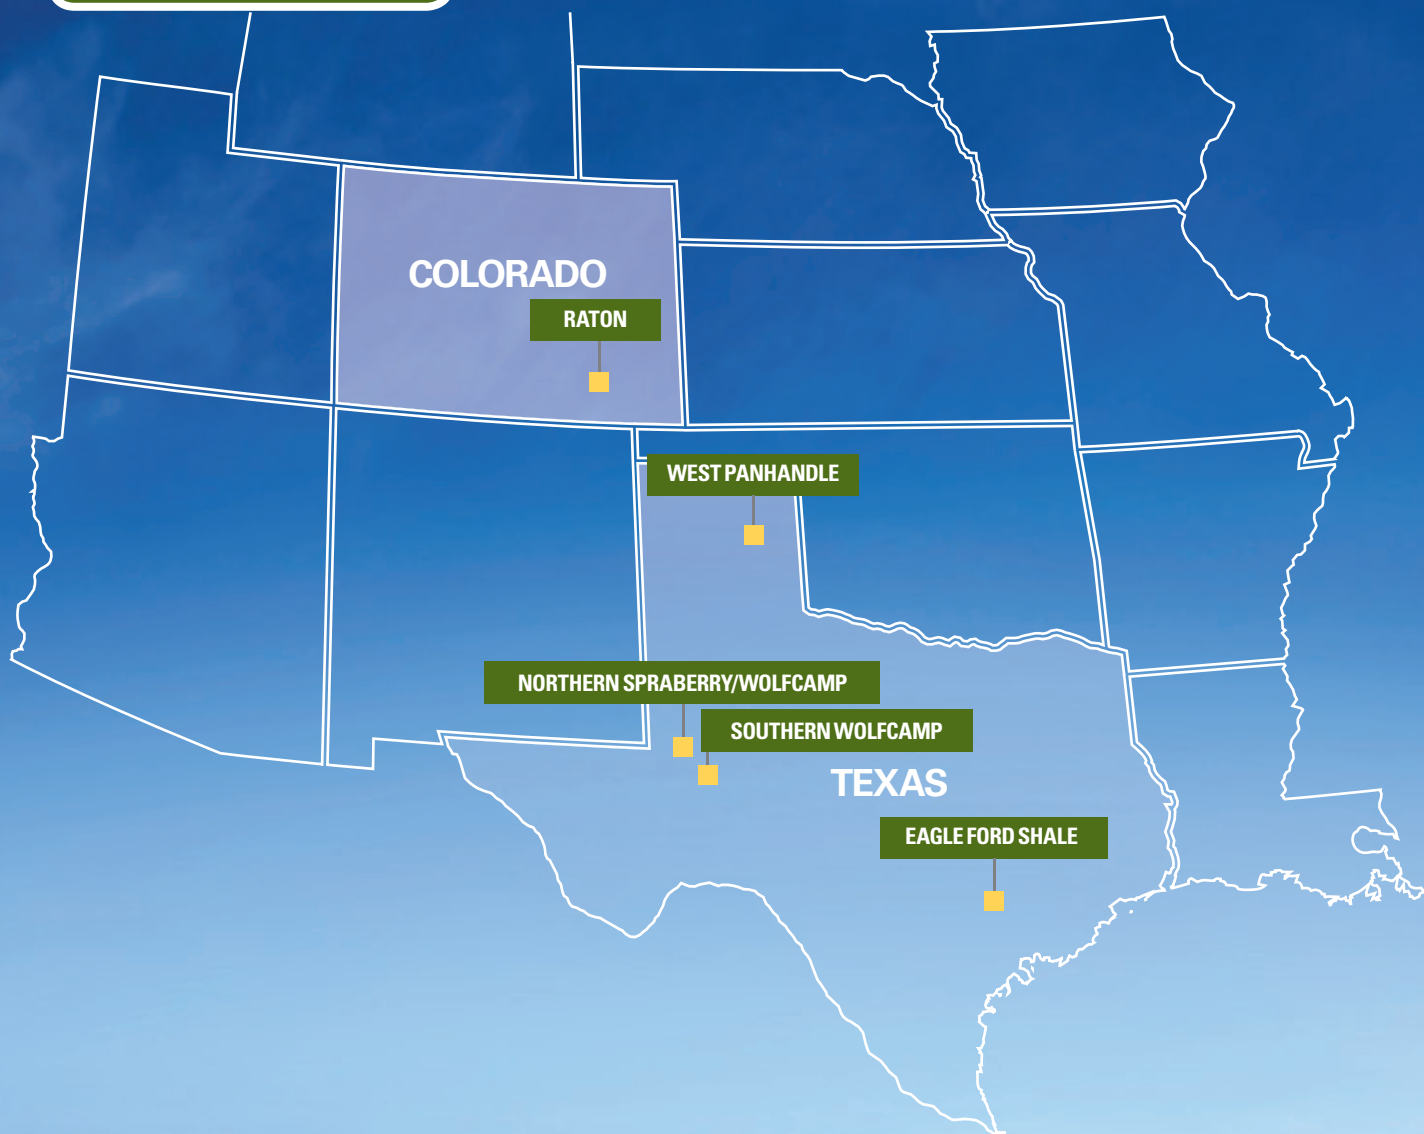 COLORADO
RATON
WEST PANHANDLE
NORTHERN SPRABERRY/WOLFCAMP
SOUTHERN WOLFCAMP
TEXAS
EAGLE FORD SHALE